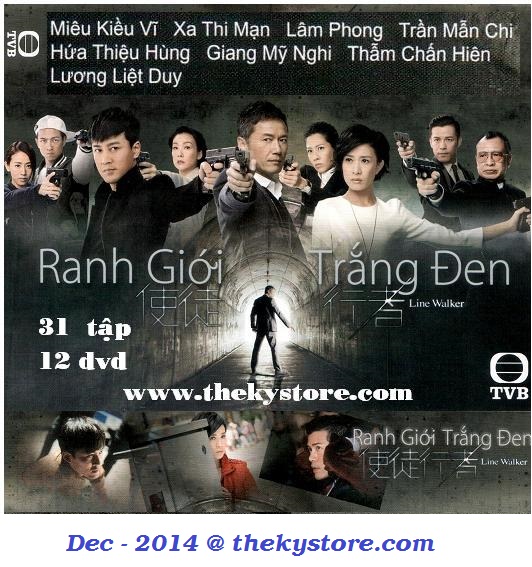 TVB
Miêu Kiều Vĩ Xa Thi Mạn Lâm Phong Trần Mẫn Chi
Hứa Thiệu Hùng Giang Mỹ Nghi Thẫm Chấn Hiên
Lương Liệt Duy
Ranh Giới Trắng Đen
使徒行者 Line Walker
31 tập
12 dvd
www.thekystore.com
TVB
Ranh Giới Trắng Đen
使徒行者 Line Walker
Dec - 2014 @ thekystore.com